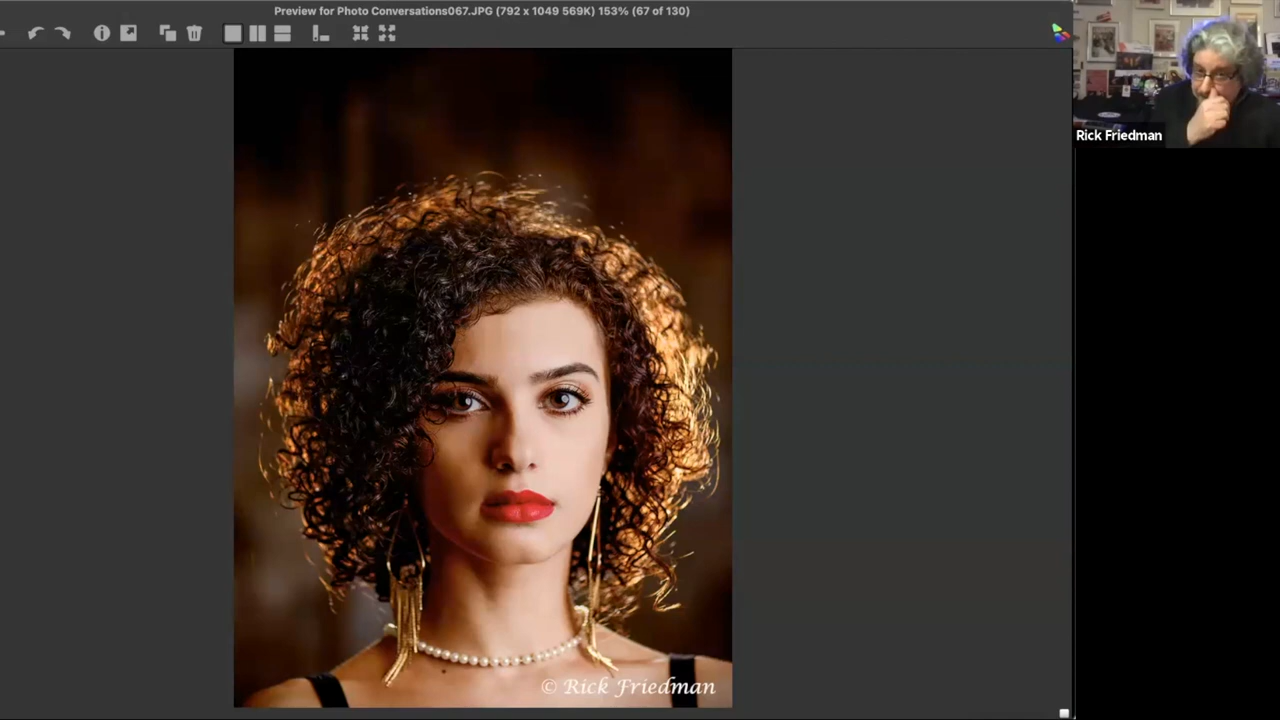 Preview for Photo Conversations067.JPG (792 x 1049 569K) 153% (67 of 130)
Rick Friedman
© Rick Friedman